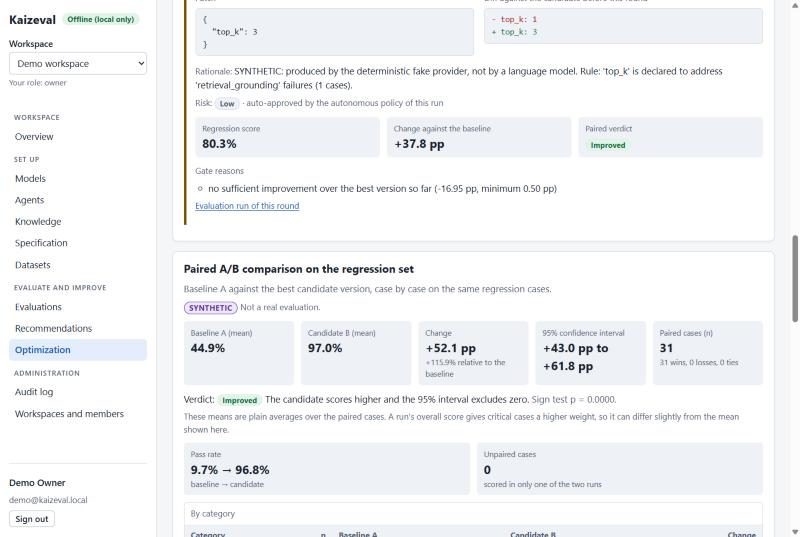 Kaizeval Offline (local only)
Workspace
Demo workspace
Your role: owner
WORKSPACE
Overview
SET UP
Models
Agents
Knowledge
Specification
Datasets
EVALUATE AND IMPROVE
Evaluations
Recommendations
Optimization
ADMINISTRATION
Audit log
Workspaces and members
Demo Owner
demo@kaizeval.local
Sign out
{
"top_k": 3
}
- top_k: 1
+ top_k: 3
Rationale: SYNTHETIC: produced by the deterministic fake provider, not by a language model. Rule: 'top_k' is declared to address
'retrieval_grounding' failures (1 cases).
Risk: Low · auto-approved by the autonomous policy of this run
Regression score
80.3%
Change against the baseline
+37.8 pp
Paired verdict
Improved
Gate reasons
no sufficient improvement over the best version so far (-16.95 pp, minimum 0.50 pp)
Evaluation run of this round
Paired A/B comparison on the regression set
Baseline A against the best candidate version, case by case on the same regression cases.
SYNTHETIC Not a real evaluation.
Baseline A (mean)
44.9%
Candidate B (mean)
97.0%
Change
+52.1 pp
+115.9% relative to the
baseline
95% confidence interval
+43.0 pp to
+61.8 pp
Paired cases (n)
31
31 wins, 0 losses, 0 ties
Verdict: Improved The candidate scores higher and the 95% interval excludes zero. Sign test p = 0.0000.
These means are plain averages over the paired cases. A run's overall score gives critical cases a higher weight, so it can differ slightly from the mean
shown here.
Pass rate
9.7% → 96.8%
baseline → candidate
Unpaired cases
0
scored in only one of the two runs
By category
Category n Baseline A Candidate B Change